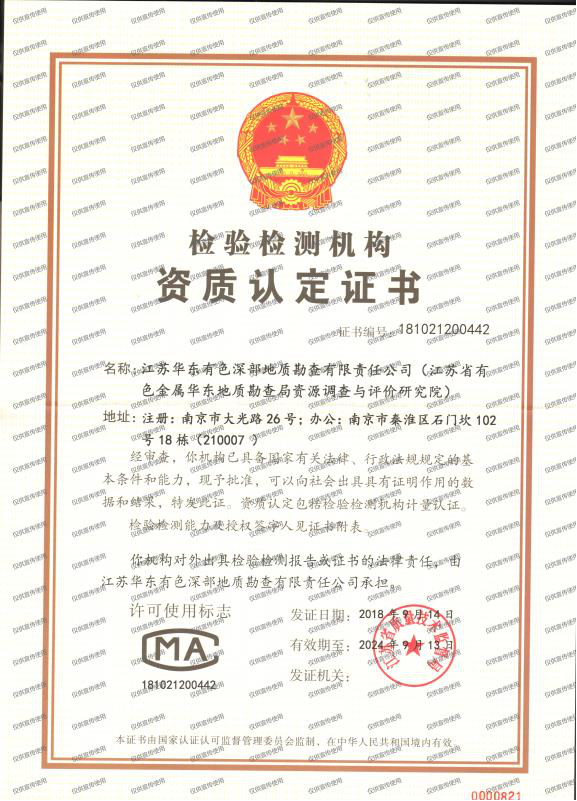 检验检测机构
资质认定证书
证书编号：181021200442
名称：江苏华东有色深部地质勘查有限责任公司（江苏省有
色金属华东地质勘查局资源调查与评价研究院）
地址：注册：南京市大光路26号；办公：南京市秦淮区石门坎102
号18栋（210007 ）
经审查，你机构已具备国家有关法律、行政法规规定的基
本条件和能力，现予批准，可以向社会出具具有证明作用的数
据和结果，特发此证。资质认定包括检验检测机构计量认证。
检验检测能力及授权签字人见证书附表。
你机构对外出具检验检测报告或证书的法律责任，由
江苏华东有色深部地质勘查有限责任公司承担。
许可使用标志
MA
181021200442
发证日期：2018年9月14日
有效期至：2024年9月13日
发证机关：
江苏省质量技术监督局
本证书由国家认证认可监督管理委员会监制，在中华人民共和国境内有效
0000821
仅供宣传使用